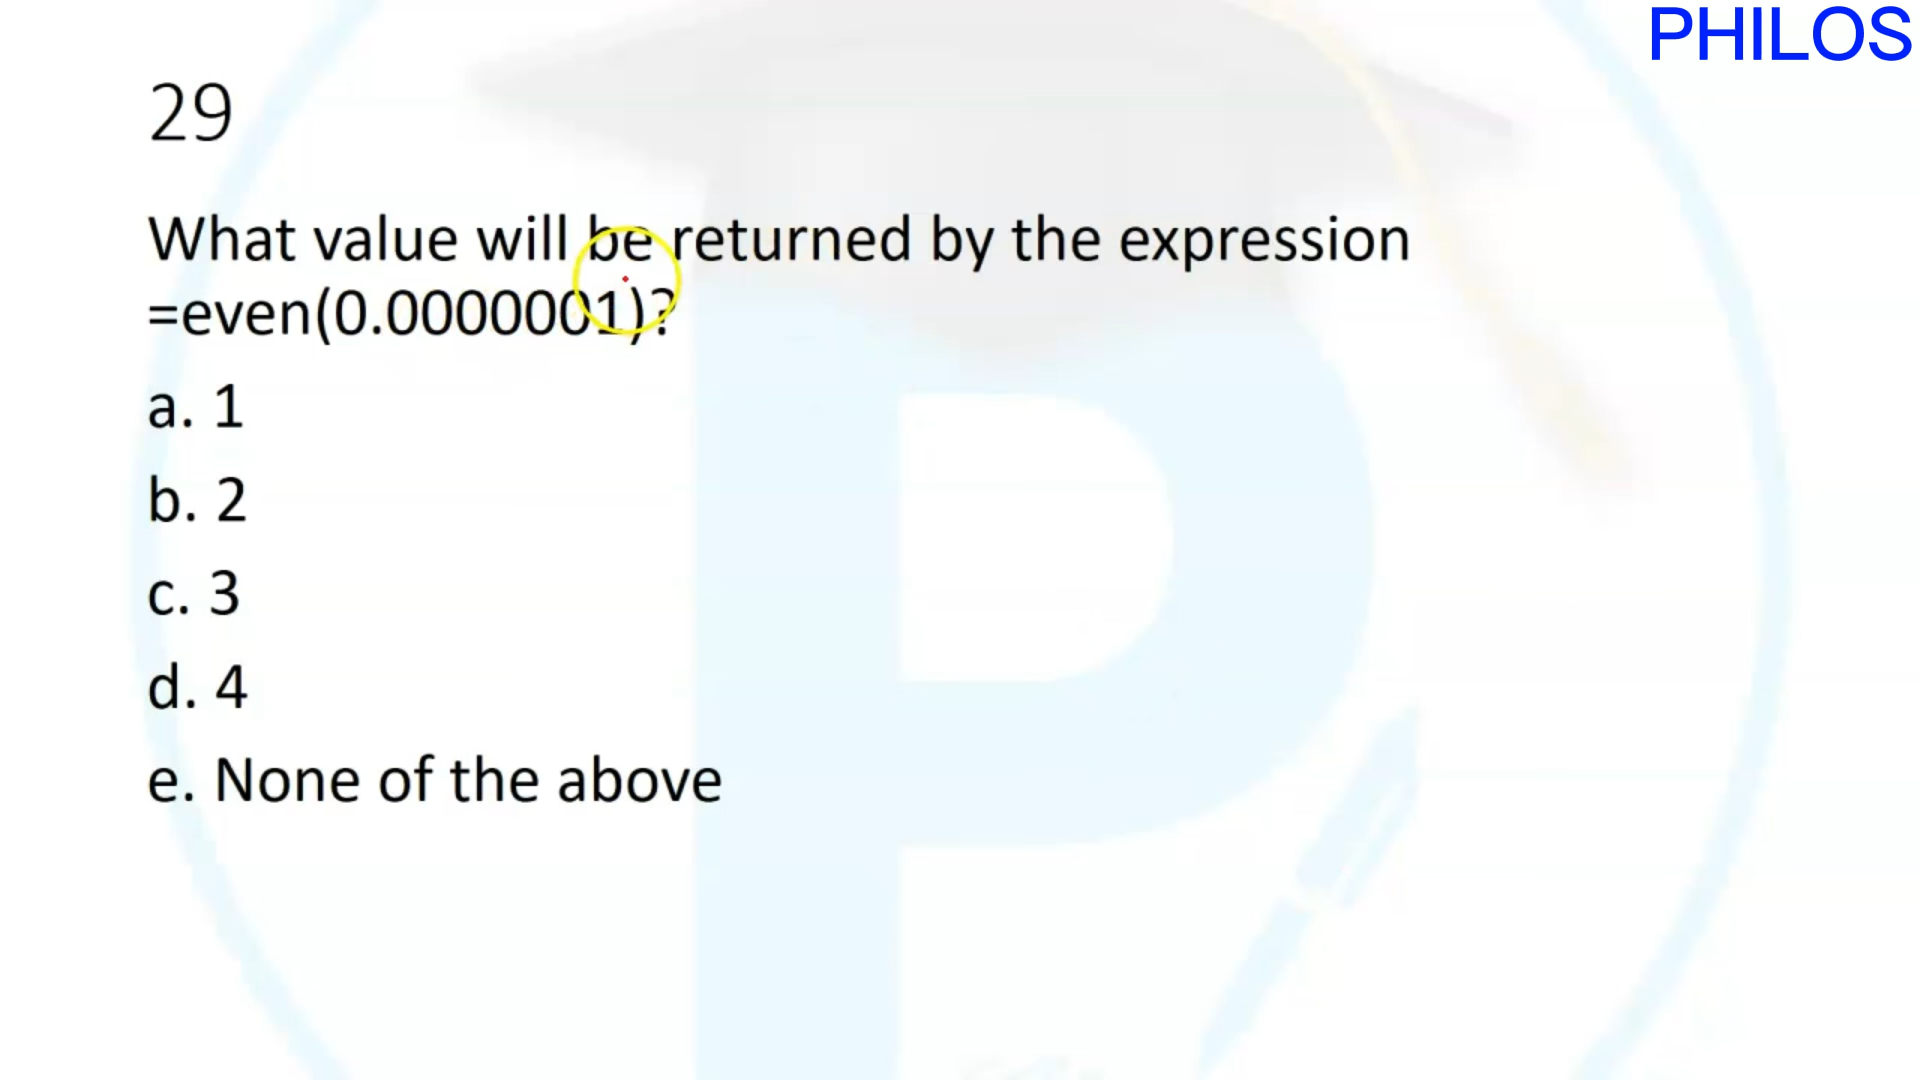 PHILOS
29
What value will be returned by the expression
=even(0.0000001)?
a. 1
b. 2
c. 3
d. 4
e. None of the above